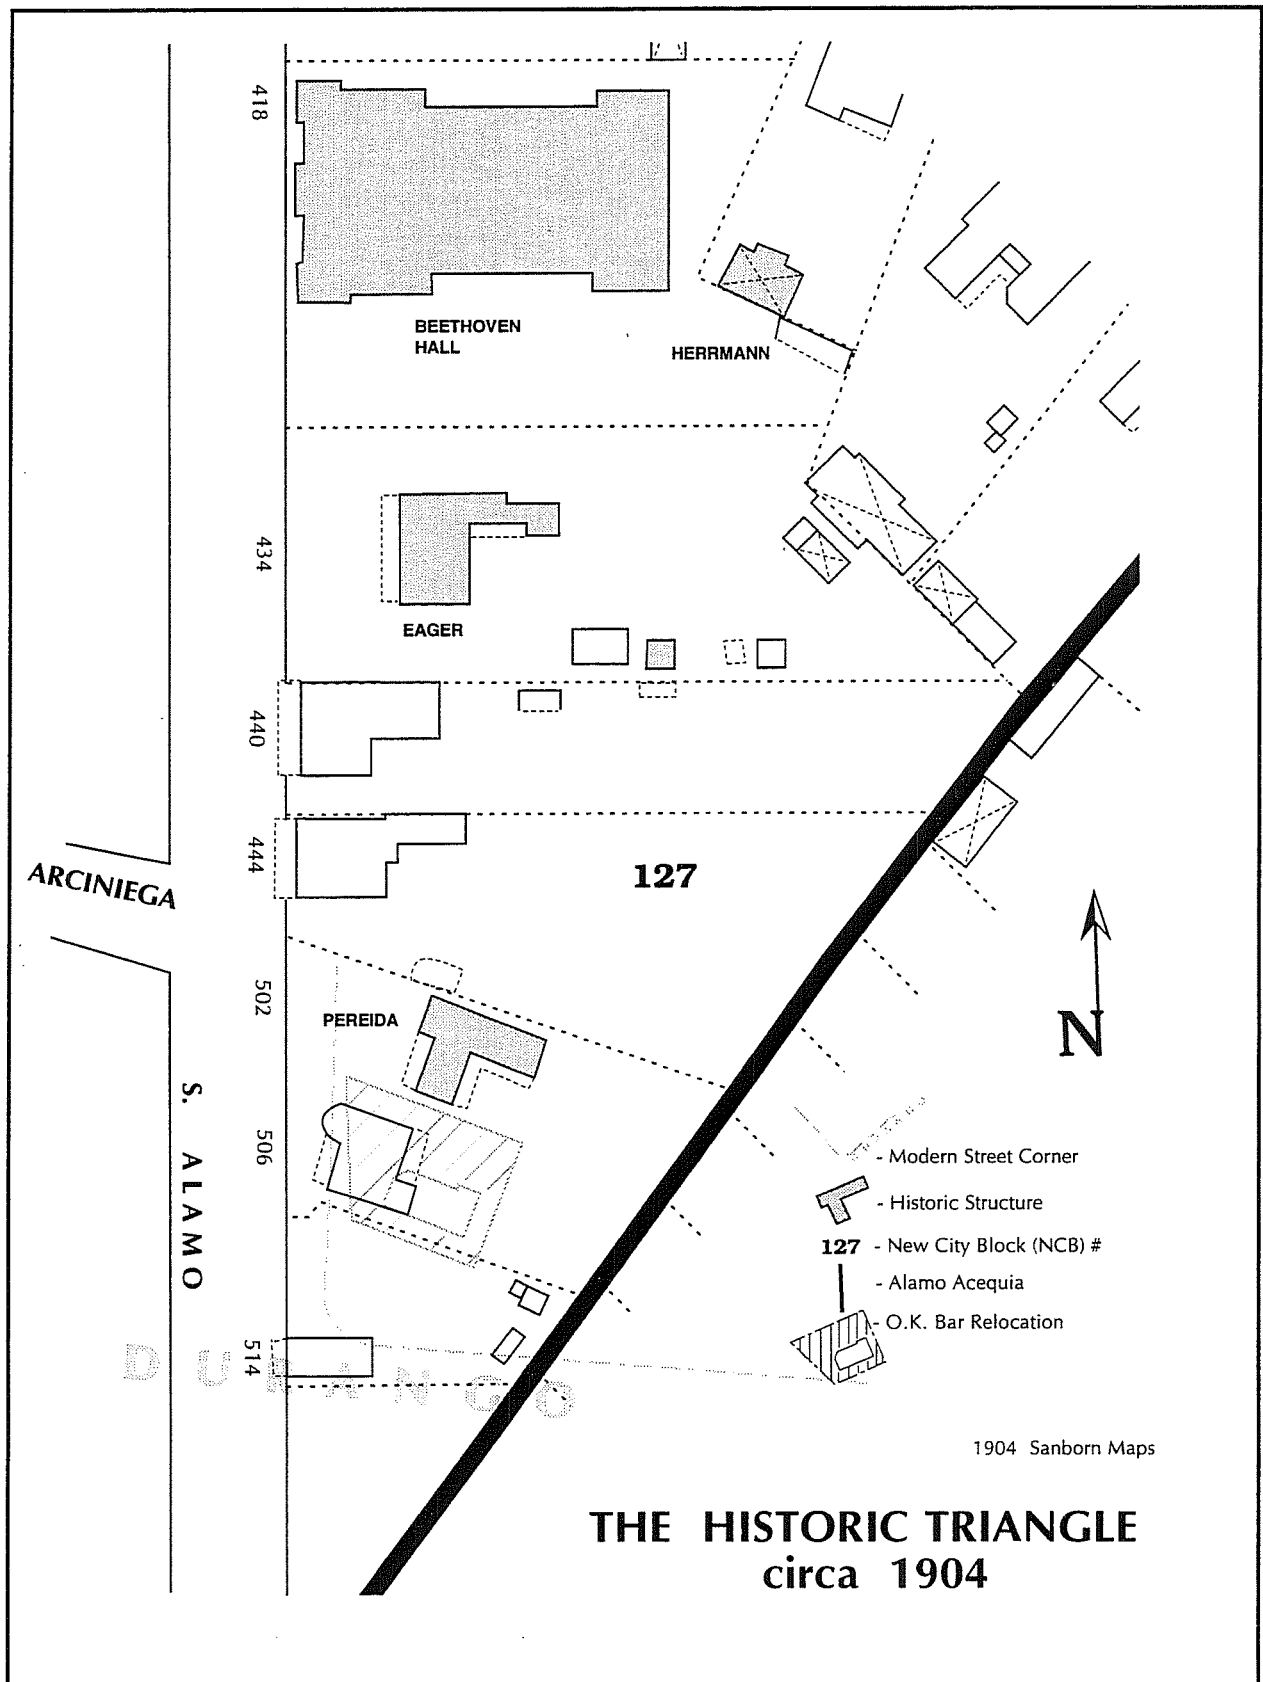 418
BEETHOVEN
HALL
HERRMANN
434
EAGER
440
444
ARCINIEGA
127
502
PEREIDA
N
S. ALAMO
506
- Modern Street Corner
- Historic Structure
127 - New City Block (NCB) #
- Alamo Acequia
- O.K. Bar Relocation
514
DURANGO
1904 Sanborn Maps
THE HISTORIC TRIANGLE
circa 1904